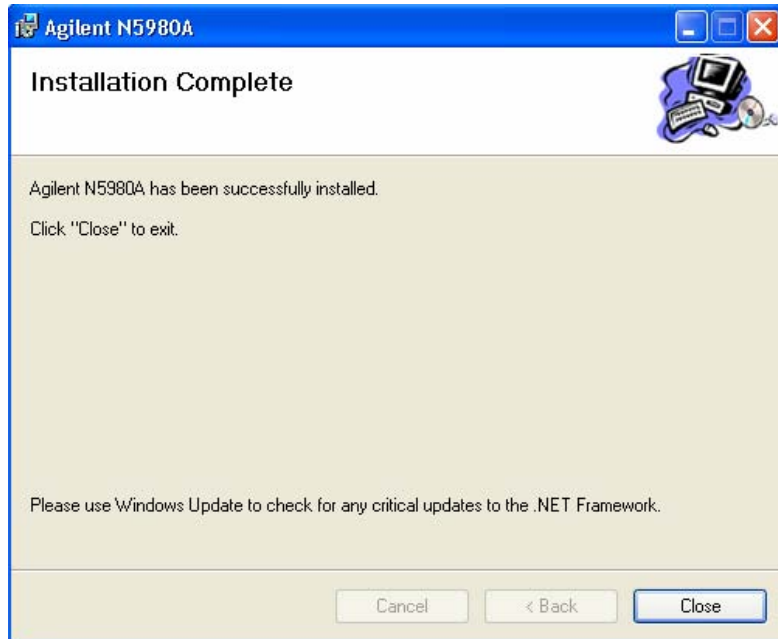 Agilent N5980A
Installation Complete
Agilent N5980A has been successfully installed.
Click "Close" to exit.
Please use Windows Update to check for any critical updates to the .NET Framework.
Cancel
< Back
Close